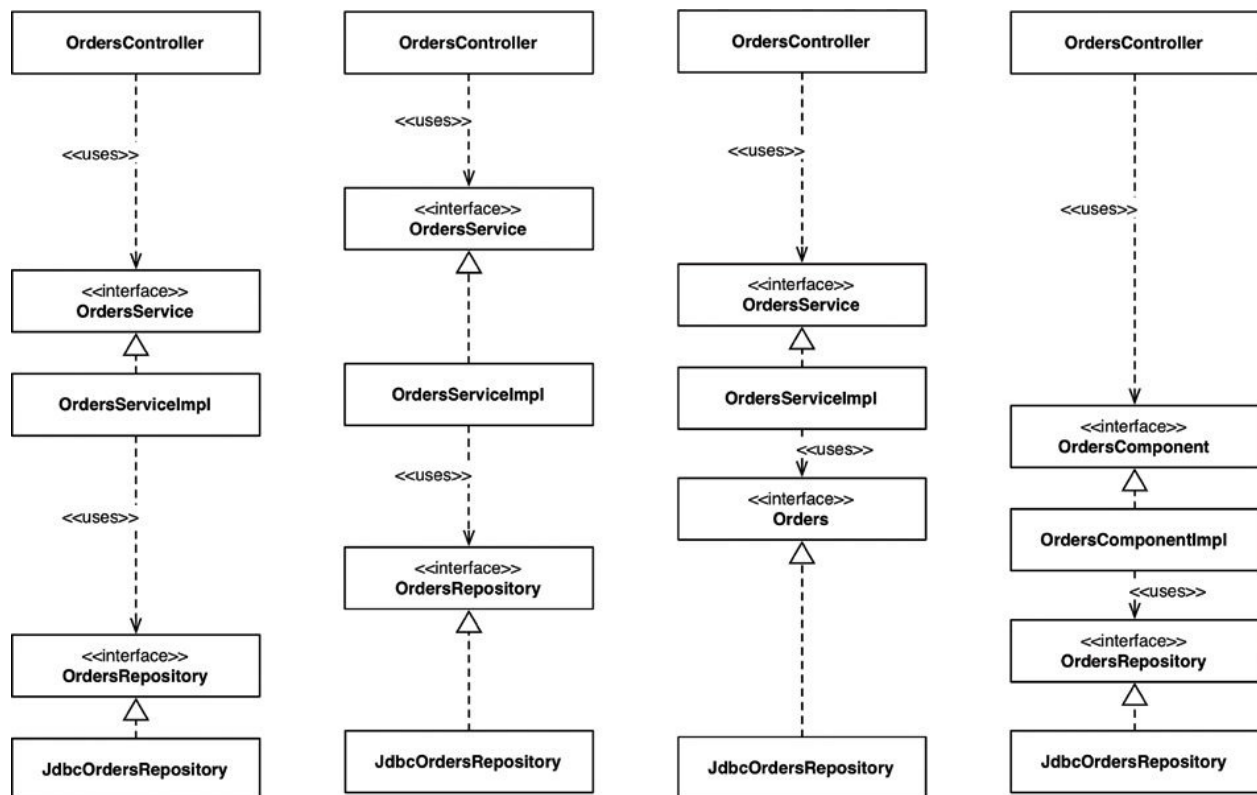 OrdersController
<<uses>>
<<interface>>
OrdersService
OrdersServiceImpl
<<uses>>
<<interface>>
OrdersRepository
JdbcOrdersRepository
OrdersController
<<uses>>
<<interface>>
OrdersService
OrdersServiceImpl
<<uses>>
<<interface>>
OrdersRepository
JdbcOrdersRepository
OrdersController
<<uses>>
<<interface>>
OrdersService
OrdersServiceImpl
<<uses>>
<<interface>>
Orders
JdbcOrdersRepository
OrdersController
<<uses>>
<<interface>>
OrdersComponent
OrdersComponentImpl
<<uses>>
<<interface>>
OrdersRepository
JdbcOrdersRepository